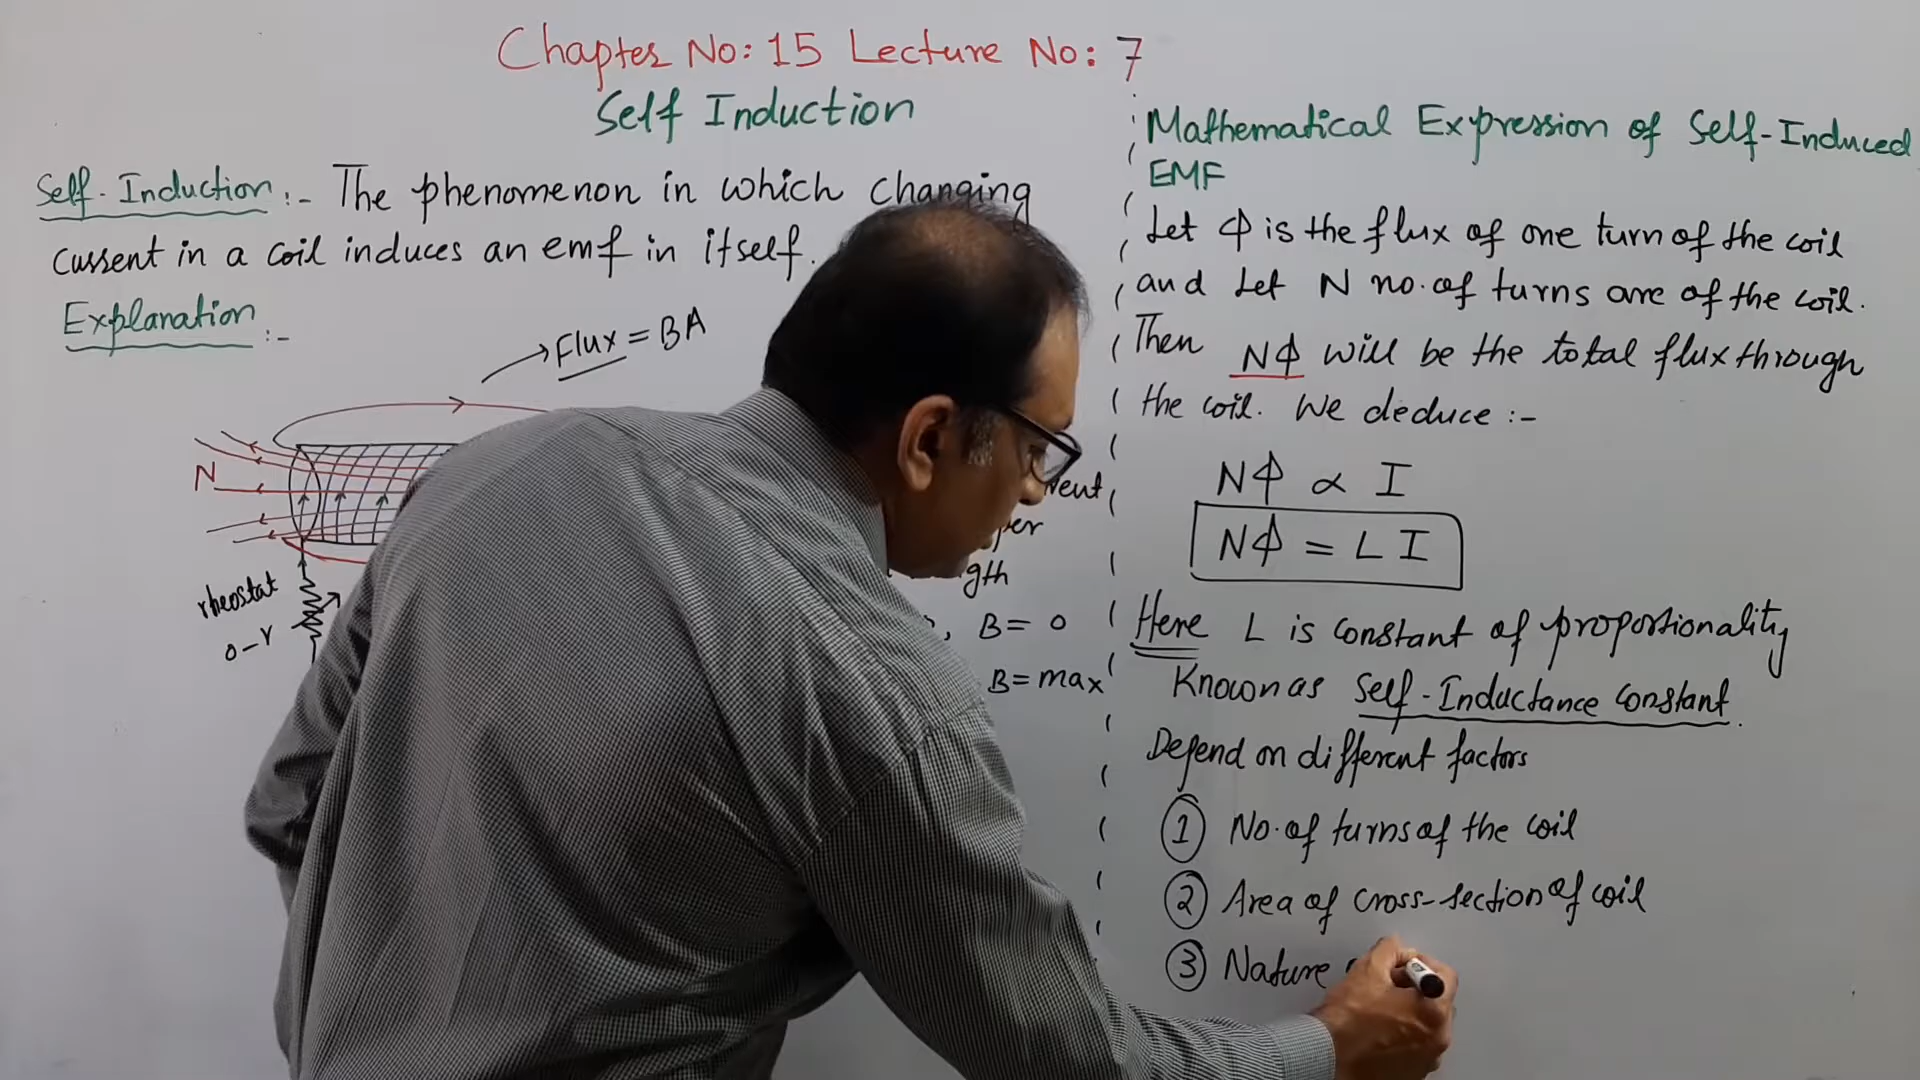 Chapter No: 15 Lecture No: 7
Self Induction
Self-Induction :- The phenomenon in which changing
current in a coil induces an emf in itself.
Explanation :-
Flux = BA
N
rheostat
0-r
B = 0
B = max
Mathematical Expression of Self-Induced
EMF
Let Φ is the flux of one turn of the coil
and Let N no. of turns are of the coil.
Then NΦ will be the total flux through
the coil. We deduce :-
NΦ ∝ I
NΦ = L I
Here L is constant of proportionality
Known as Self-Inductance constant.
Depend on different factors
① No. of turns of the coil
② Area of cross-section of coil
③ Nature